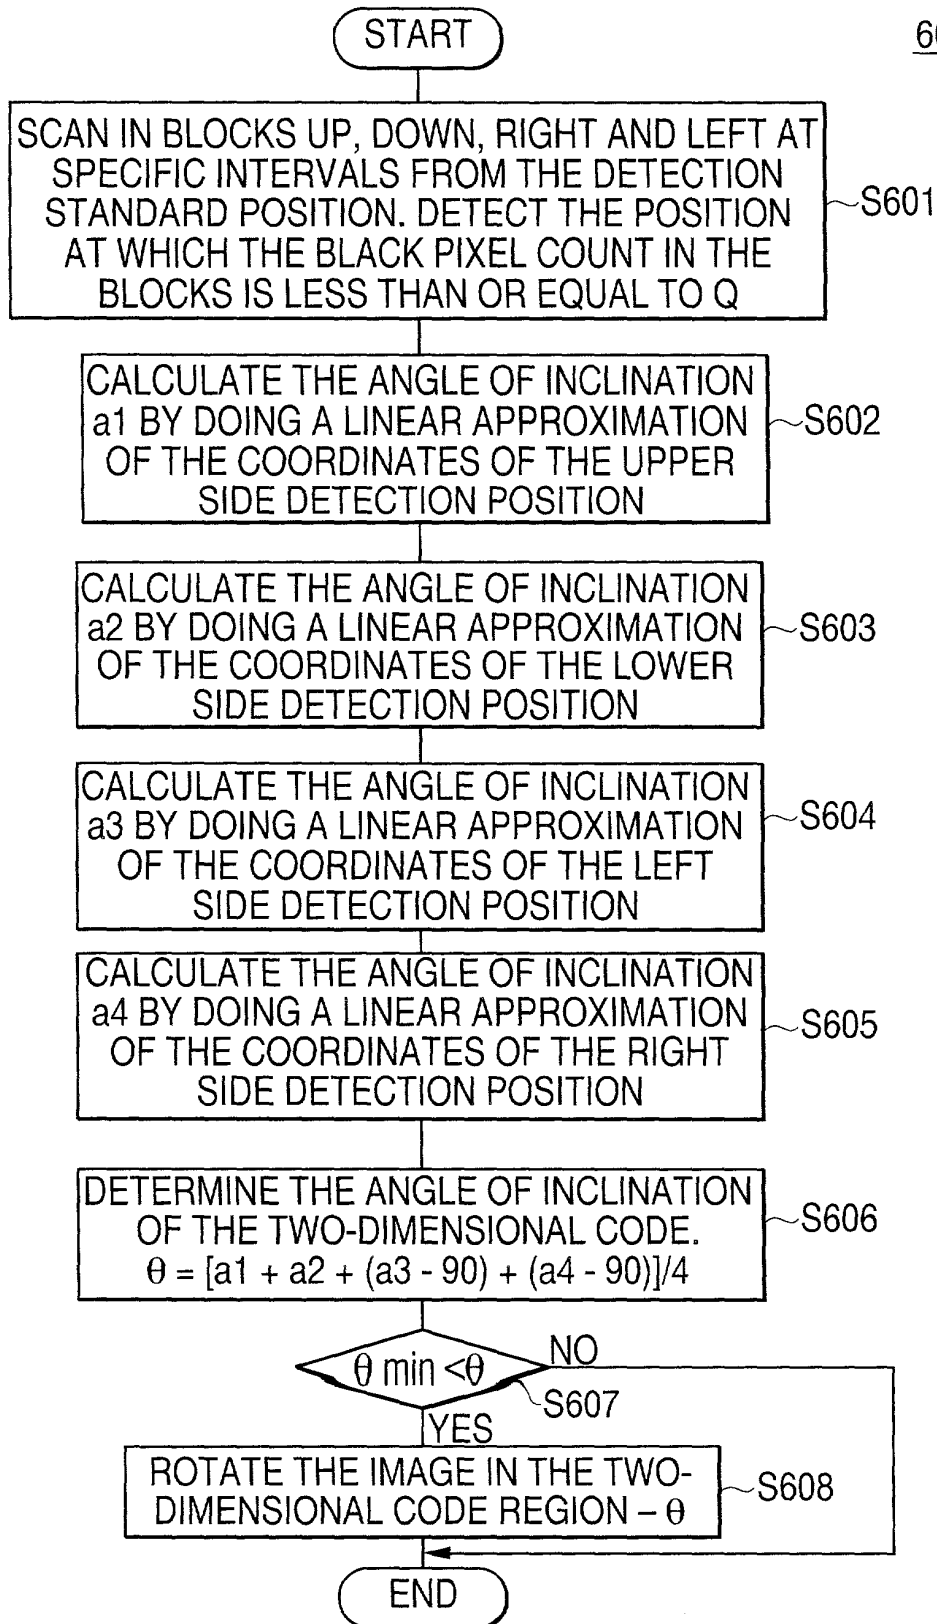 START
60
SCAN IN BLOCKS UP, DOWN, RIGHT AND LEFT AT
SPECIFIC INTERVALS FROM THE DETECTION
STANDARD POSITION. DETECT THE POSITION
AT WHICH THE BLACK PIXEL COUNT IN THE
BLOCKS IS LESS THAN OR EQUAL TO Q
S601
CALCULATE THE ANGLE OF INCLINATION
a1 BY DOING A LINEAR APPROXIMATION
OF THE COORDINATES OF THE UPPER
SIDE DETECTION POSITION
S602
CALCULATE THE ANGLE OF INCLINATION
a2 BY DOING A LINEAR APPROXIMATION
OF THE COORDINATES OF THE LOWER
SIDE DETECTION POSITION
S603
CALCULATE THE ANGLE OF INCLINATION
a3 BY DOING A LINEAR APPROXIMATION
OF THE COORDINATES OF THE LEFT
SIDE DETECTION POSITION
S604
CALCULATE THE ANGLE OF INCLINATION
a4 BY DOING A LINEAR APPROXIMATION
OF THE COORDINATES OF THE RIGHT
SIDE DETECTION POSITION
S605
DETERMINE THE ANGLE OF INCLINATION
OF THE TWO-DIMENSIONAL CODE.
θ = [a1 + a2 + (a3 - 90) + (a4 - 90)]/4
S606
θ min <θ
NO
S607
YES
ROTATE THE IMAGE IN THE TWO-
DIMENSIONAL CODE REGION – θ
S608
END